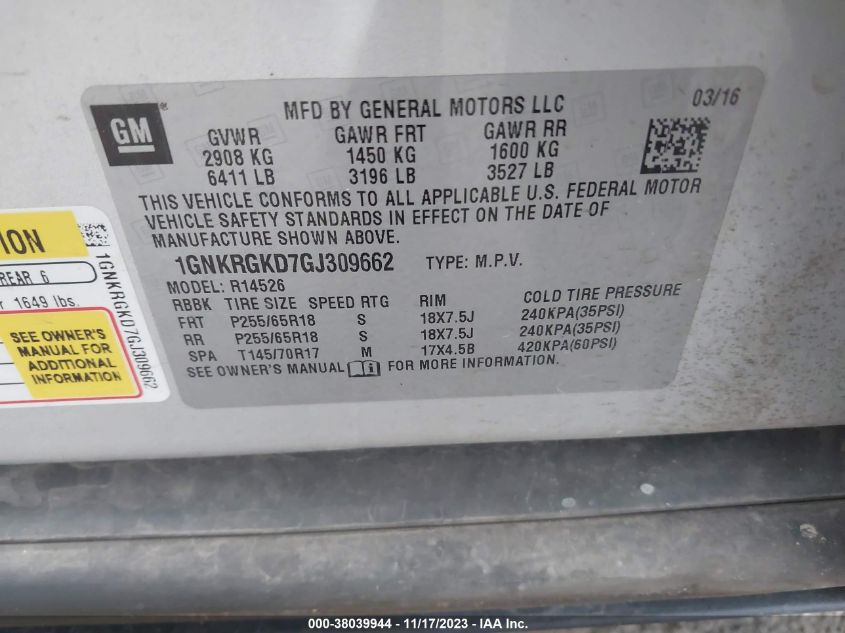 GM
®
MFD BY GENERAL MOTORS LLC
03/16
GVWR GAWR FRT GAWR RR
2908 KG 1450 KG 1600 KG
6411 LB 3196 LB 3527 LB
THIS VEHICLE CONFORMS TO ALL APPLICABLE U.S. FEDERAL MOTOR
VEHICLE SAFETY STANDARDS IN EFFECT ON THE DATE OF
MANUFACTURE SHOWN ABOVE.
1GNKRGKD7GJ309662 TYPE: M.P.V.
MODEL: R14526
RBBK TIRE SIZE SPEED RTG RIM COLD TIRE PRESSURE
FRT P255/65R18 S 18X7.5J 240KPA(35PSI)
RR P255/65R18 S 18X7.5J 240KPA(35PSI)
SPA T145/70R17 M 17X4.5B 420KPA(60PSI)
SEE OWNER'S MANUAL i FOR MORE INFORMATION.
ION
REAR 6
1649 lbs.
SEE OWNER'S
MANUAL FOR
ADDITIONAL
INFORMATION
1GNKRGKD7GJ309662
000-38039944 - 11/17/2023 - COPYRIGHT IAA, INC.